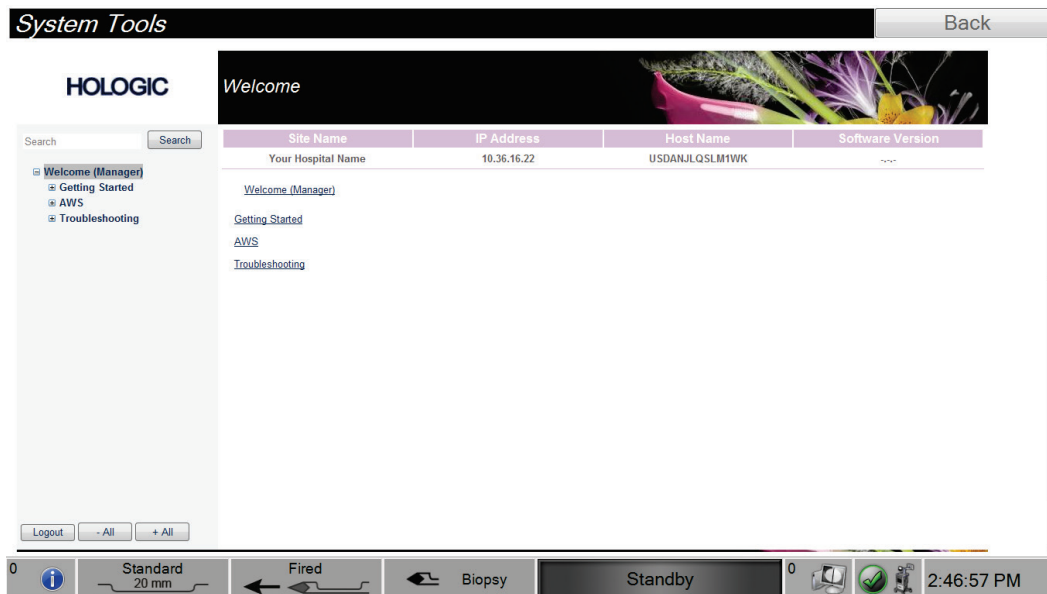 System Tools
Back
HOLOGIC
Welcome
Search
Search
Site Name
IP Address
Host Name
Software Version
Your Hospital Name
10.36.16.22
USDANJLQSLM1WK
-.-.-
Welcome (Manager)
Getting Started
AWS
Troubleshooting
Welcome (Manager)
Getting Started
AWS
Troubleshooting
Logout
- All
+ All
0
Standard
20 mm
Fired
Biopsy
Standby
0
2:46:57 PM